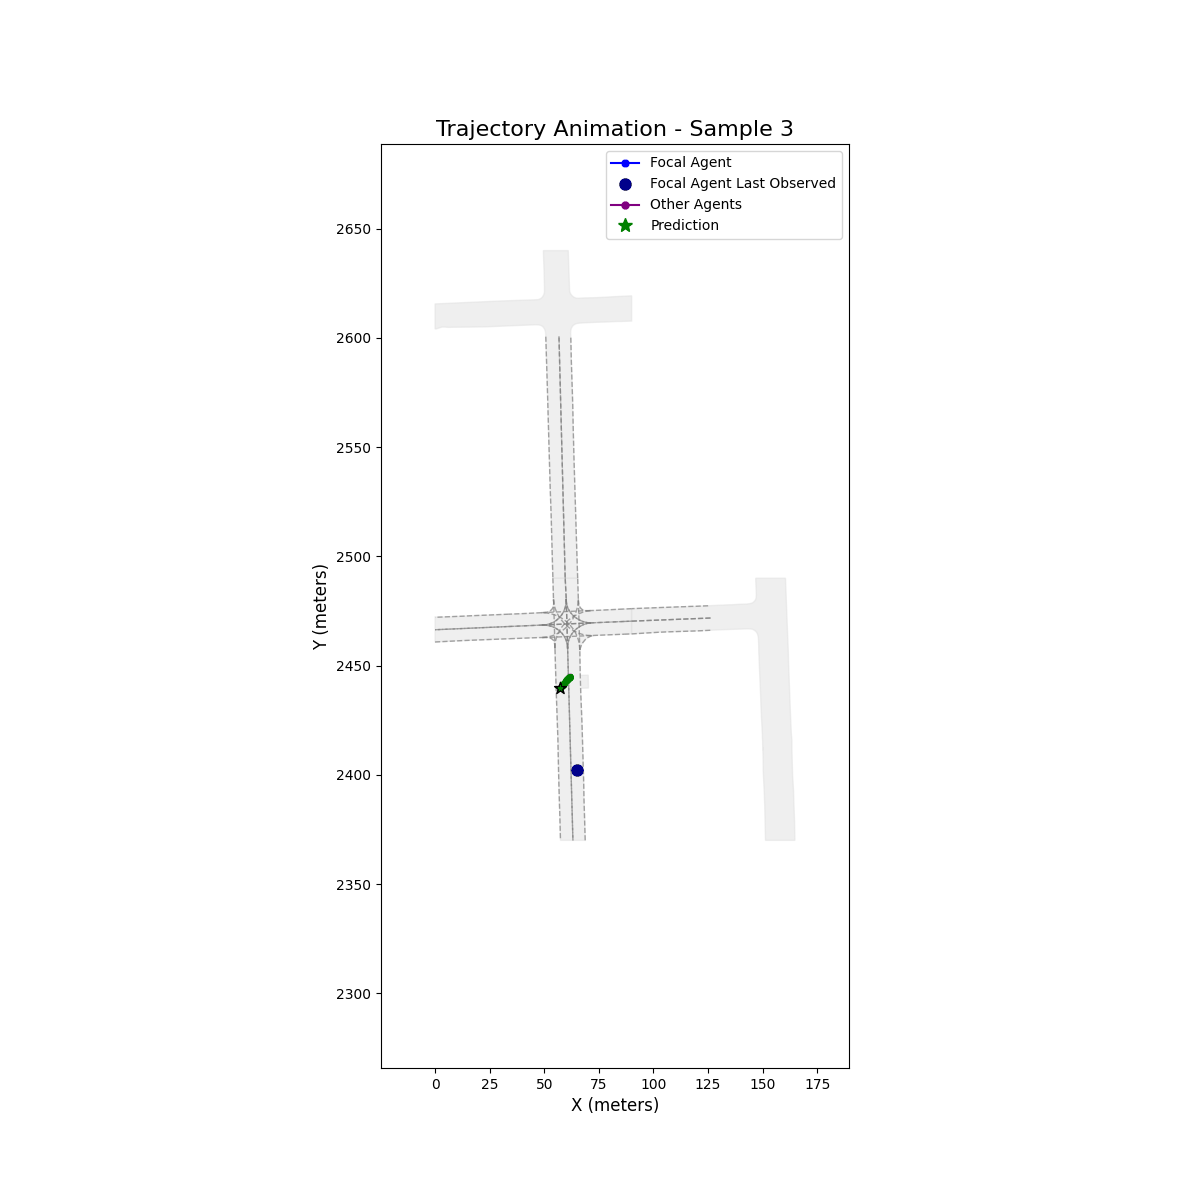 Trajectory Animation - Sample 3
Focal Agent
Focal Agent Last Observed
Other Agents
Prediction
2650
2600
2550
2500
2450
2400
2350
2300
Y (meters)
0 25 50 75 100 125 150 175
X (meters)